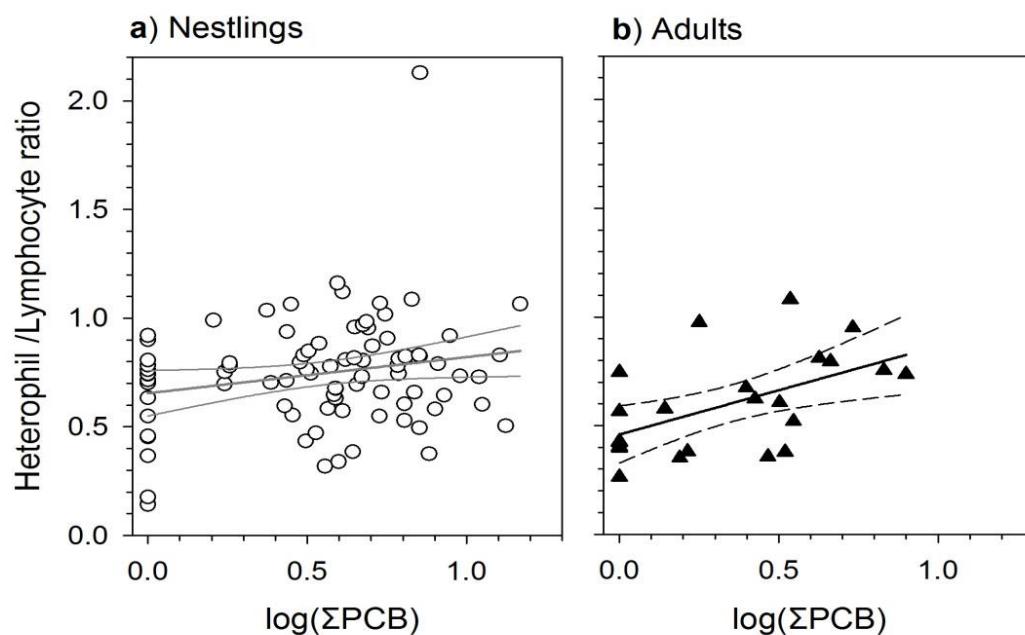 a) Nestlings
b) Adults
Heterophil /Lymphocyte ratio
2.0
1.5
1.0
0.5
0.0
0.0 0.5 1.0
0.0 0.5 1.0
log(ΣPCB)
log(ΣPCB)